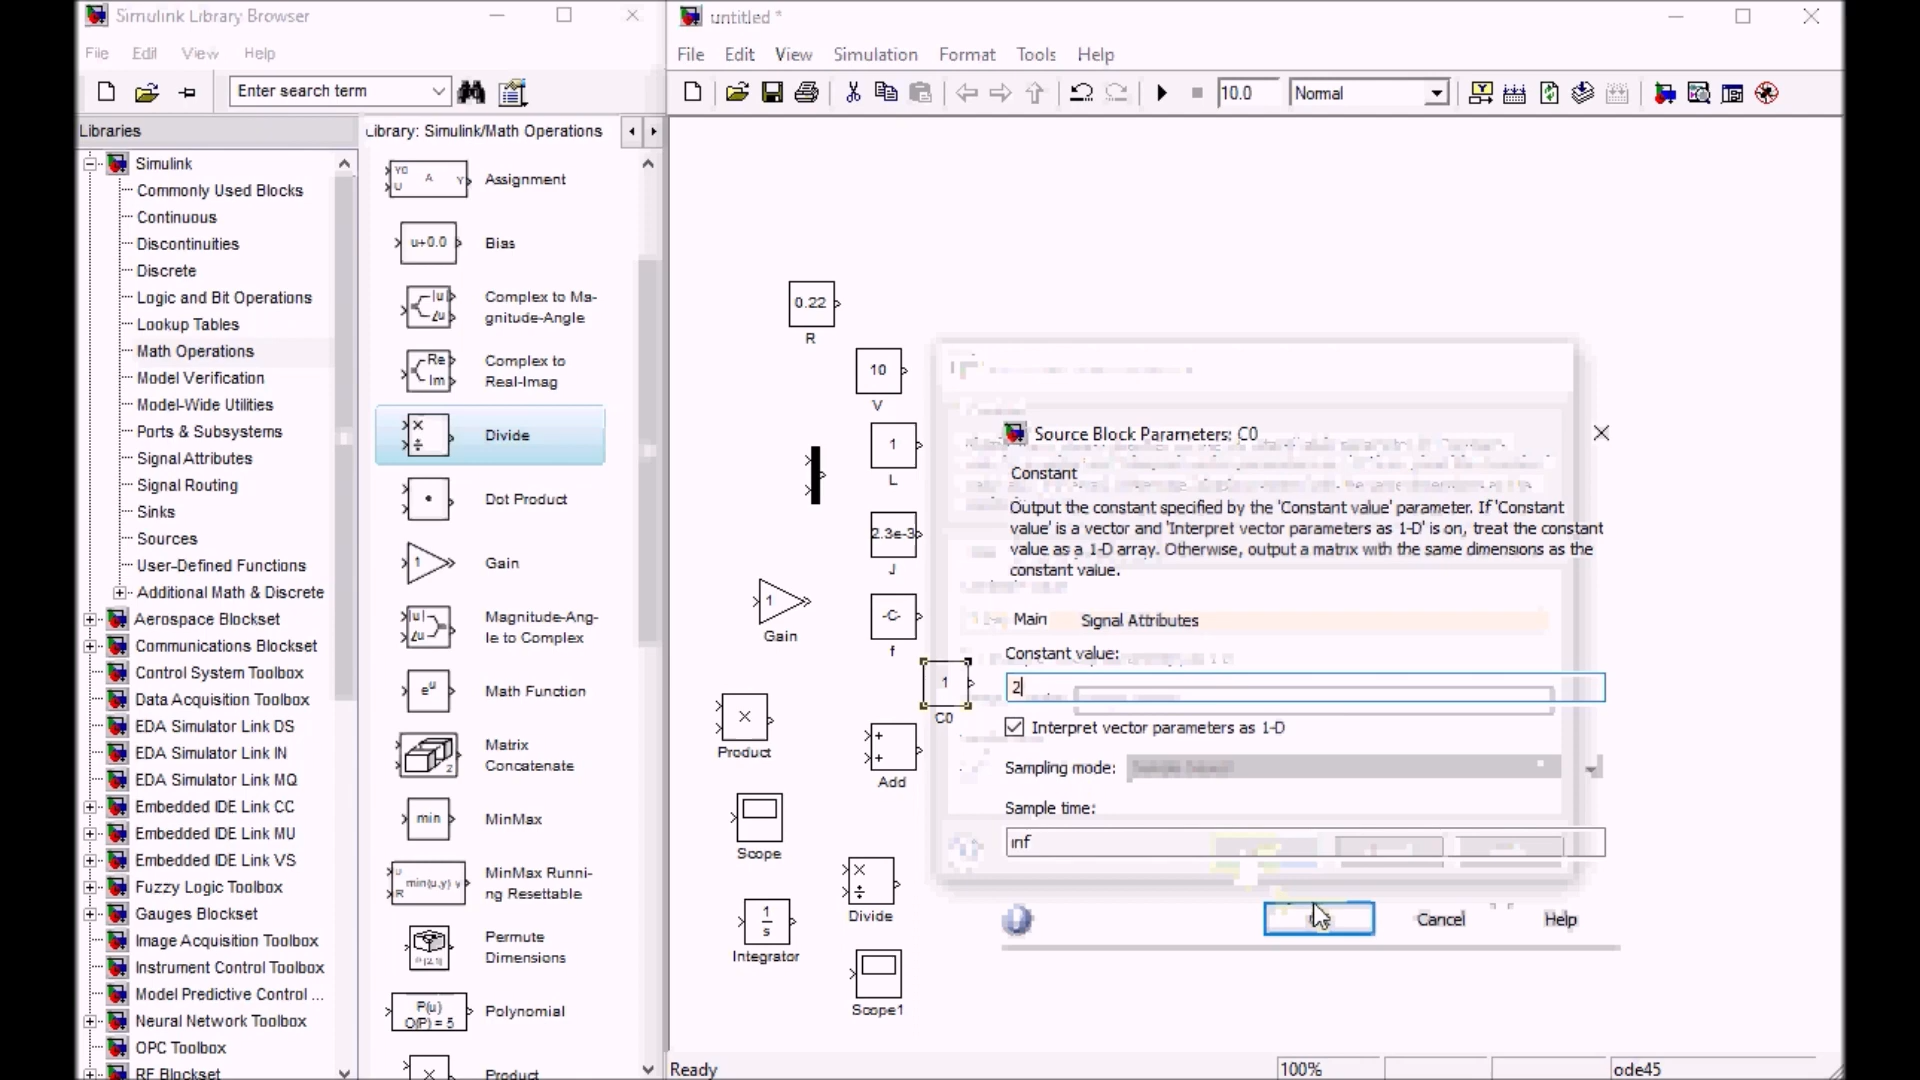 Simulink Library Browser
File Edit View Help
Enter search term
Libraries
Library: Simulink/Math Operations
Simulink
Commonly Used Blocks
Continuous
Discontinuities
Discrete
Logic and Bit Operations
Lookup Tables
Math Operations
Model Verification
Model-Wide Utilities
Ports & Subsystems
Signal Attributes
Signal Routing
Sinks
Sources
User-Defined Functions
Additional Math & Discrete
Aerospace Blockset
Communications Blockset
Control System Toolbox
Data Acquisition Toolbox
EDA Simulator Link DS
EDA Simulator Link IN
EDA Simulator Link MQ
Embedded IDE Link CC
Embedded IDE Link MU
Embedded IDE Link VS
Fuzzy Logic Toolbox
Gauges Blockset
Image Acquisition Toolbox
Instrument Control Toolbox
Model Predictive Control ...
Neural Network Toolbox
OPC Toolbox
RF Blockset
Y0
U A Y
Assignment
u+0.0
Bias
|u|
∠u
Complex to Ma-
gnitude-Angle
Re
Im
Complex to
Real-Imag
×
÷
Divide
Dot Product
1
Gain
|u|
∠u
Magnitude-Ang-
le to Complex
e^u
Math Function
2
Matrix
Concatenate
min
MinMax
U
R min(u,y) y
MinMax Runni-
ng Resettable
Permute
Dimensions
P(u)
O(P) = 5
Polynomial
×
Product
untitled *
File Edit View Simulation Format Tools Help
10.0
Normal
0.22
R
10
V
1
L
2.3e-3
J
1
Gain
-C-
f
1
C0
×
Product
+
+
Add
Scope
×
÷
Divide
1
s
Integrator
Scope1
Source Block Parameters: C0
Constant
Output the constant specified by the 'Constant value' parameter. If 'Constant
value' is a vector and 'Interpret vector parameters as 1-D' is on, treat the constant
value as a 1-D array. Otherwise, output a matrix with the same dimensions as the
constant value.
Main Signal Attributes
Constant value:
2
Interpret vector parameters as 1-D
Sampling mode:
Sample time:
inf
Cancel
Help
Ready
100%
ode45